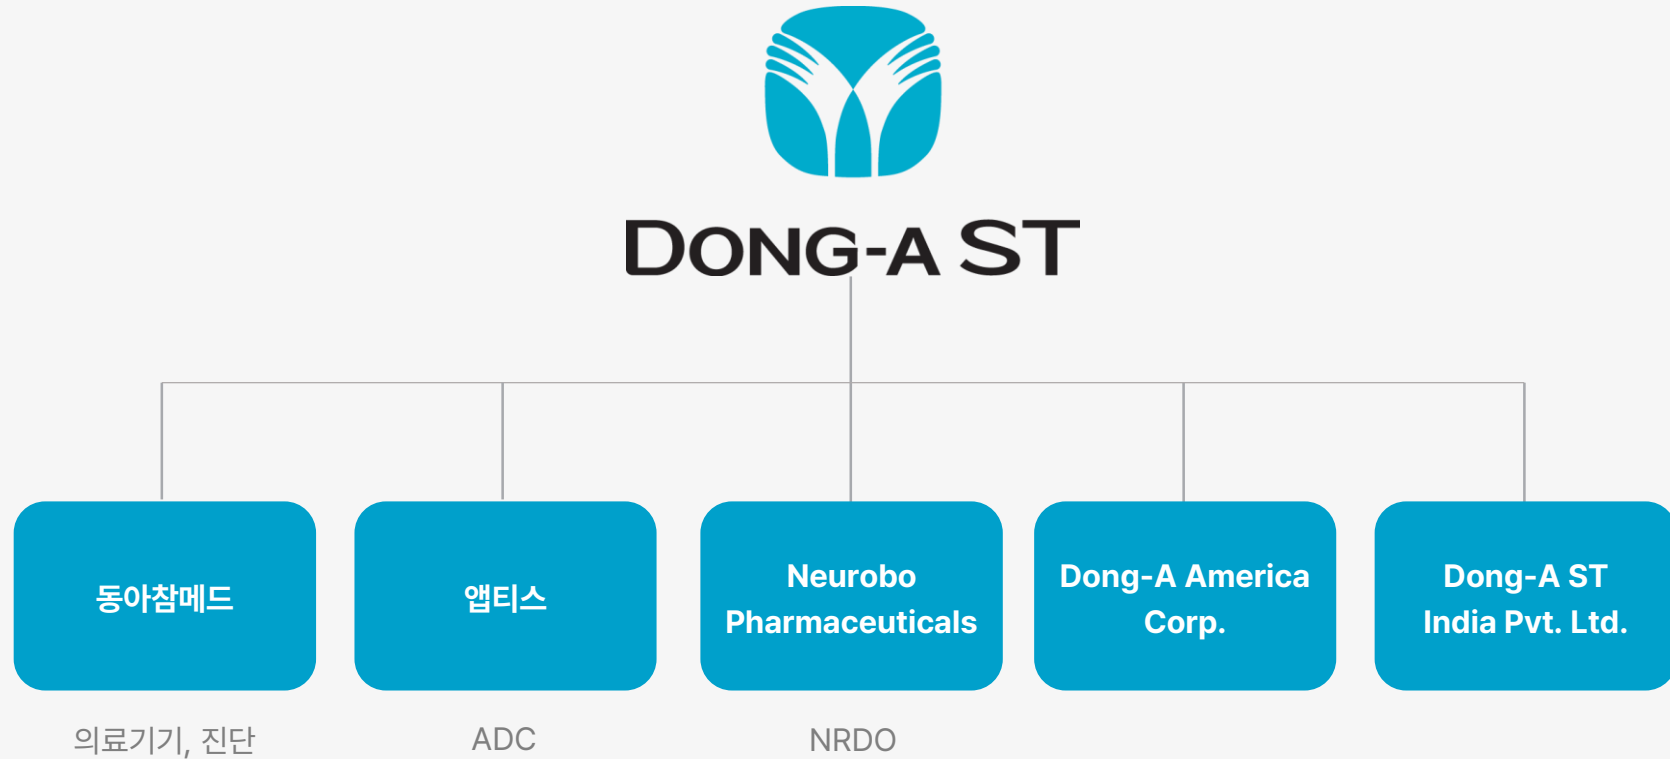 DONG-A ST
동아참메드
앱티스
Neurobo
Pharmaceuticals
Dong-A America
Corp.
Dong-A ST
India Pvt. Ltd.
의료기기, 진단
ADC
NRDO